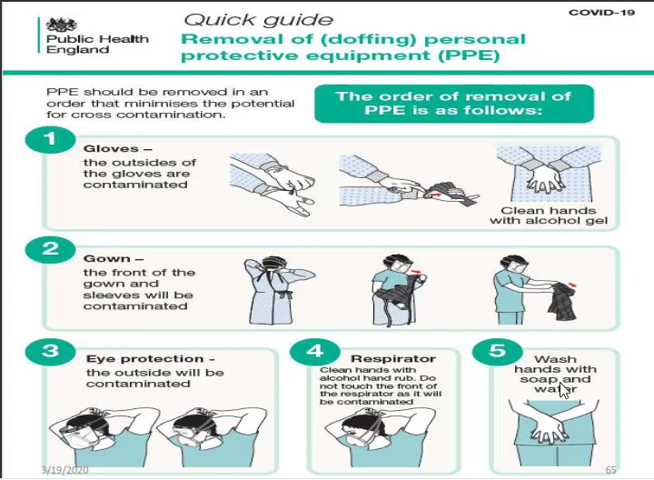 COVID-19
Public Health
England
Quick guide
Removal of (doffing) personal
protective equipment (PPE)
PPE should be removed in an
order that minimises the potential
for cross contamination.
The order of removal of
PPE is as follows:
1
Gloves –
the outsides of
the gloves are
contaminated
Clean hands
with alcohol gel
2
Gown –
the front of the
gown and
sleeves will be
contaminated
3
Eye protection -
the outside will be
contaminated
4
Respirator
Clean hands with
alcohol hand rub. Do
not touch the front of
the respirator as it will
be contaminated
5
Wash
hands with
soap and
water
3/19/2020
65